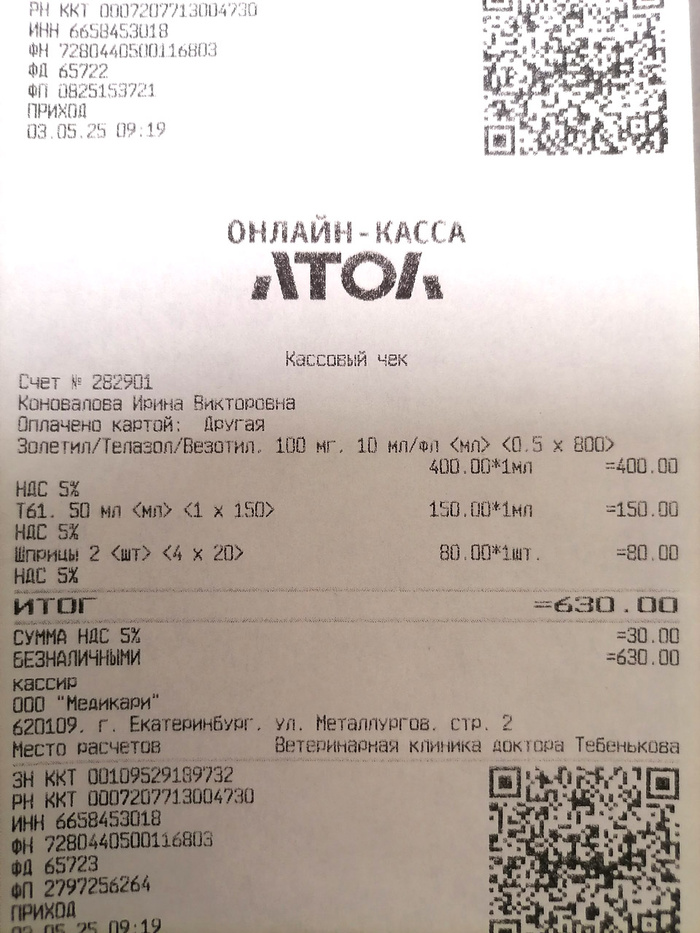 РН ККТ 0007207713004730
ИНН 6658453018
ФН 7280440500116803
ФД 65722
ФП 0825153721
ПРИХОД
03.05.25 09:19
ОНЛАЙН-КАССА
АТОЛ
Кассовый чек
Счет № 282901
Коновалова Ирина Викторовна
Оплачено картой: Другая
Золетил/Телазол/Везотил, 100 мг, 10 мл/фл <мл> <0.5 x 800>
400.00*1мл =400.00
НДС 5%
Т61, 50 мл <мл> <1 x 150> 150.00*1мл =150.00
НДС 5%
Шприцы 2 <шт> <4 x 20> 80.00*1шт. =80.00
НДС 5%
ИТОГ =630.00
СУММА НДС 5% =30.00
БЕЗНАЛИЧНЫМИ =630.00
кассир
ООО "Медикари"
620109, г. Екатеринбург, ул. Металлургов, стр. 2
Место расчетов Ветеринарная клиника доктора Тебенькова
ЗН ККТ 00109529189732
РН ККТ 0007207713004730
ИНН 6658453018
ФН 7280440500116803
ФД 65723
ФП 2797256264
ПРИХОД
03.05.25 09:19